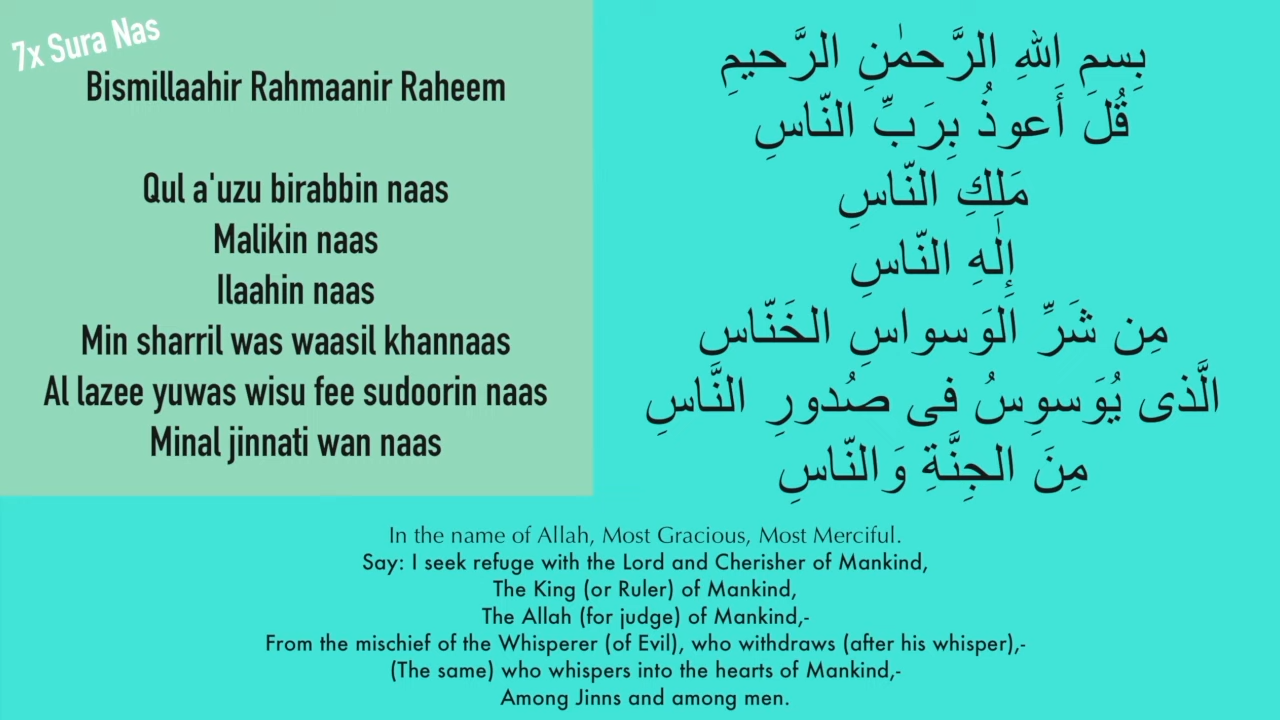 7x Sura Nas
Bismillaahir Rahmaanir Raheem
Qul a'uzu birabbin naas
Malikin naas
Ilaahin naas
Min sharril was waasil khannaas
Al lazee yuwas wisu fee sudoorin naas
Minal jinnati wan naas
بِسمِ اللهِ الرَّحمٰنِ الرَّحيمِ
قُل أَعوذُ بِرَبِّ النّاسِ
مَلِكِ النّاسِ
إِلٰهِ النّاسِ
مِن شَرِّ الوَسواسِ الخَنّاسِ
الَّذى يُوَسوِسُ فى صُدورِ النَّاسِ
مِنَ الجِنَّةِ وَالنّاسِ
In the name of Allah, Most Gracious, Most Merciful.
Say: I seek refuge with the Lord and Cherisher of Mankind,
The King (or Ruler) of Mankind,
The Allah (for judge) of Mankind,-
From the mischief of the Whisperer (of Evil), who withdraws (after his whisper),-
(The same) who whispers into the hearts of Mankind,-
Among Jinns and among men.